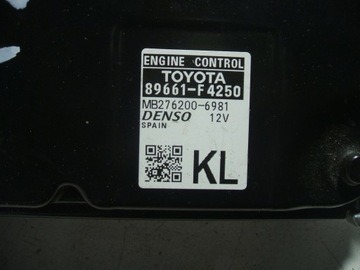 ENGINE CONTROL
TOYOTA
89661-F4250
MB276200-6981
DENSO 12V
SPAIN
KL